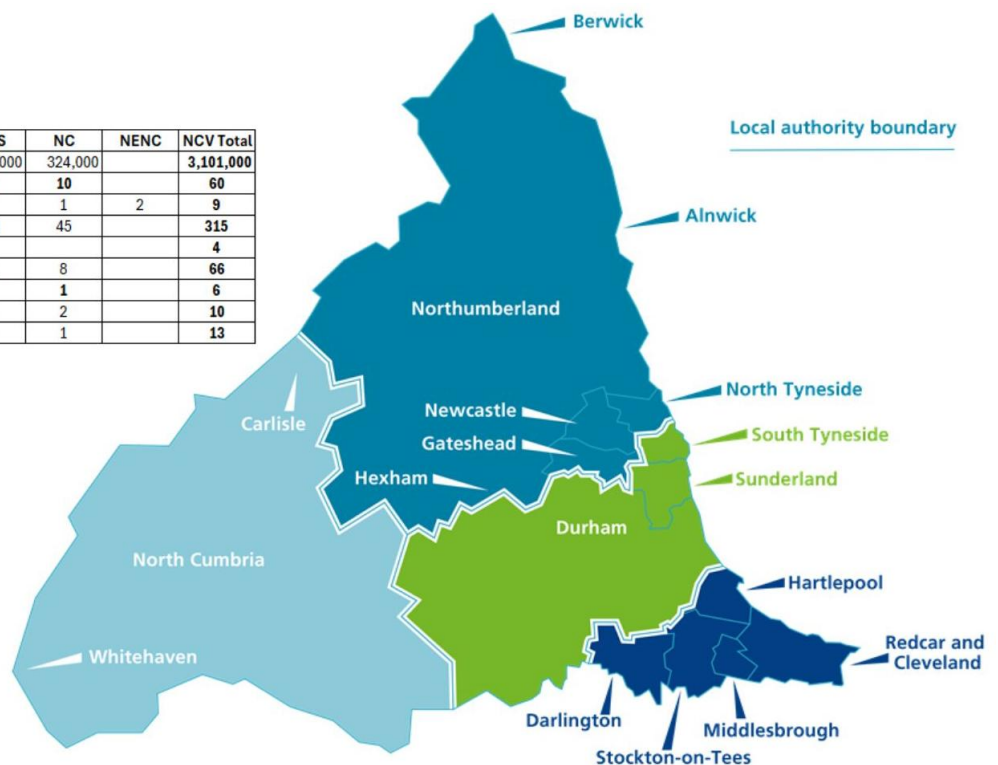 Berwick
Local authority boundary
S NC NENC NCV Total
000 324,000 3,101,000
10 60
1 2 9
45 315
4
8 66
1 6
2 10
1 13
Alnwick
Northumberland
North Tyneside
Newcastle
Carlisle
South Tyneside
Gateshead
Hexham
Sunderland
Durham
North Cumbria
Hartlepool
Redcar and
Cleveland
Whitehaven
Darlington
Middlesbrough
Stockton-on-Tees